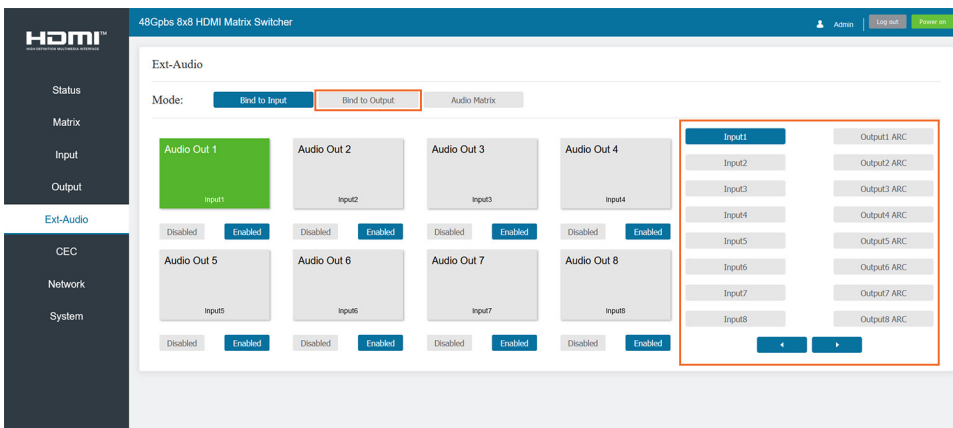 HDMI™
HIGH-DEFINITION MULTIMEDIA INTERFACE
48Gpbs 8x8 HDMI Matrix Switcher
Admin
Log out
Power on
Status
Matrix
Input
Output
Ext-Audio
CEC
Network
System
Ext-Audio
Mode:
Bind to Input
Bind to Output
Audio Matrix
Audio Out 1
Input1
Audio Out 2
Input2
Audio Out 3
Input3
Audio Out 4
Input4
Disabled Enabled
Disabled Enabled
Disabled Enabled
Disabled Enabled
Audio Out 5
Input5
Audio Out 6
Input6
Audio Out 7
Input7
Audio Out 8
Input8
Disabled Enabled
Disabled Enabled
Disabled Enabled
Disabled Enabled
Input1 Output1 ARC
Input2 Output2 ARC
Input3 Output3 ARC
Input4 Output4 ARC
Input5 Output5 ARC
Input6 Output6 ARC
Input7 Output7 ARC
Input8 Output8 ARC